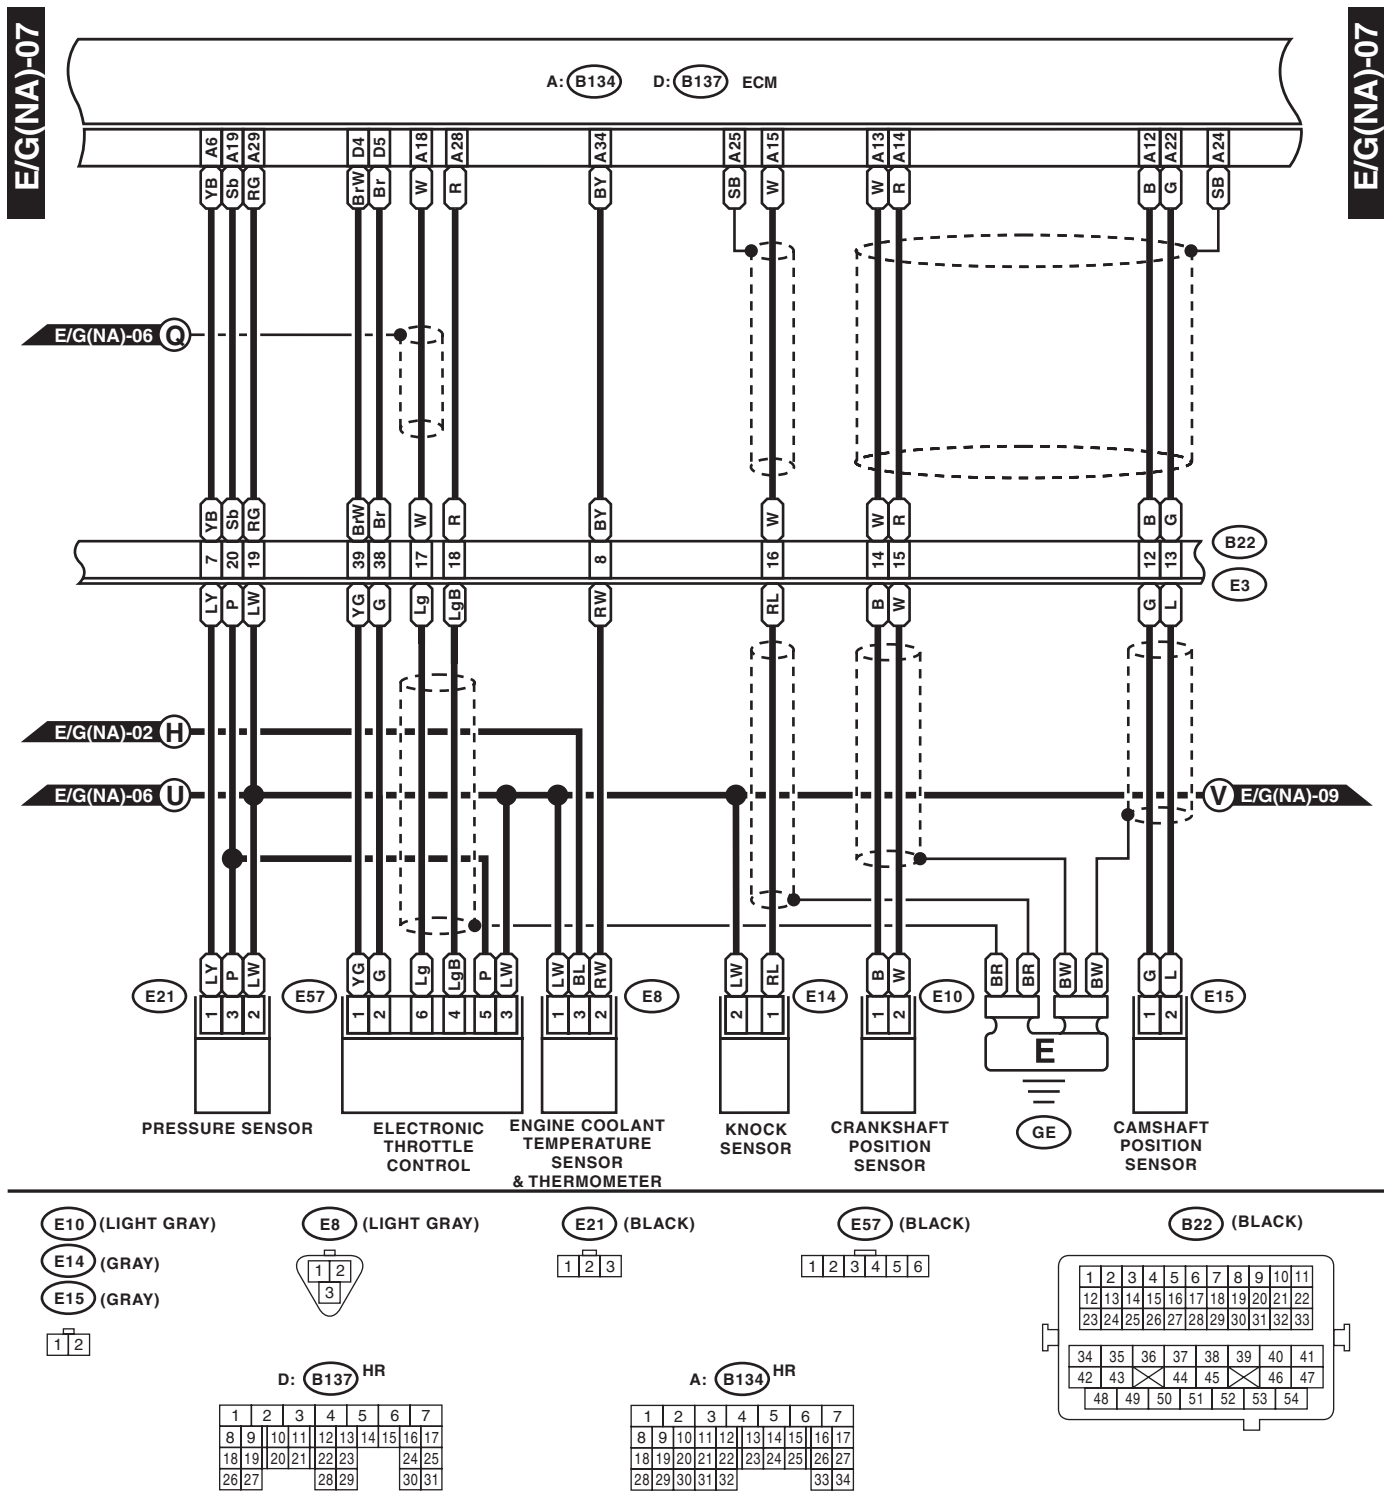 E/G(NA)-07
E/G(NA)-07
A: B134 D: B137 ECM
A6 A19 A29 D4 D5 A18 A28 A34 A25 A15 A13 A14 A12 A22 A24
YB Sb RG BrW Br W R BY SB W W R B G SB
E/G(NA)-06 Q
YB Sb RG BrW Br W R BY W W R B G
7 20 19 39 38 17 18 8 16 14 15 12 13 B22
E3
LY P LW YG G Lg LgB RW RL B W G L
E/G(NA)-02 H
E/G(NA)-06 U V E/G(NA)-09
LY P LW YG G Lg LgB P LW LW BL RW LW RL B W BR BR BW BW G L
E21 E57 E8 E14 E10 E15
1 3 2 1 2 6 4 5 3 1 3 2 2 1 1 2 1 2
E
GE
PRESSURE SENSOR
ELECTRONIC
THROTTLE
CONTROL
ENGINE COOLANT
TEMPERATURE
SENSOR
& THERMOMETER
KNOCK
SENSOR
CRANKSHAFT
POSITION
SENSOR
CAMSHAFT
POSITION
SENSOR
E10 (LIGHT GRAY)
E14 (GRAY)
E15 (GRAY)
1 2
E8 (LIGHT GRAY)
1 2
3
E21 (BLACK)
1 2 3
E57 (BLACK)
1 2 3 4 5 6
B22 (BLACK)
1 2 3 4 5 6 7 8 9 10 11
12 13 14 15 16 17 18 19 20 21 22
23 24 25 26 27 28 29 30 31 32 33
34 35 36 37 38 39 40 41
42 43 44 45 46 47
48 49 50 51 52 53 54
D: B137 HR
1 2 3 4 5 6 7
8 9 10 11 12 13 14 15 16 17
18 19 20 21 22 23 24 25
26 27 28 29 30 31
A: B134 HR
1 2 3 4 5 6 7
8 9 10 11 12 13 14 15 16 17
18 19 20 21 22 23 24 25 26 27
28 29 30 31 32 33 34